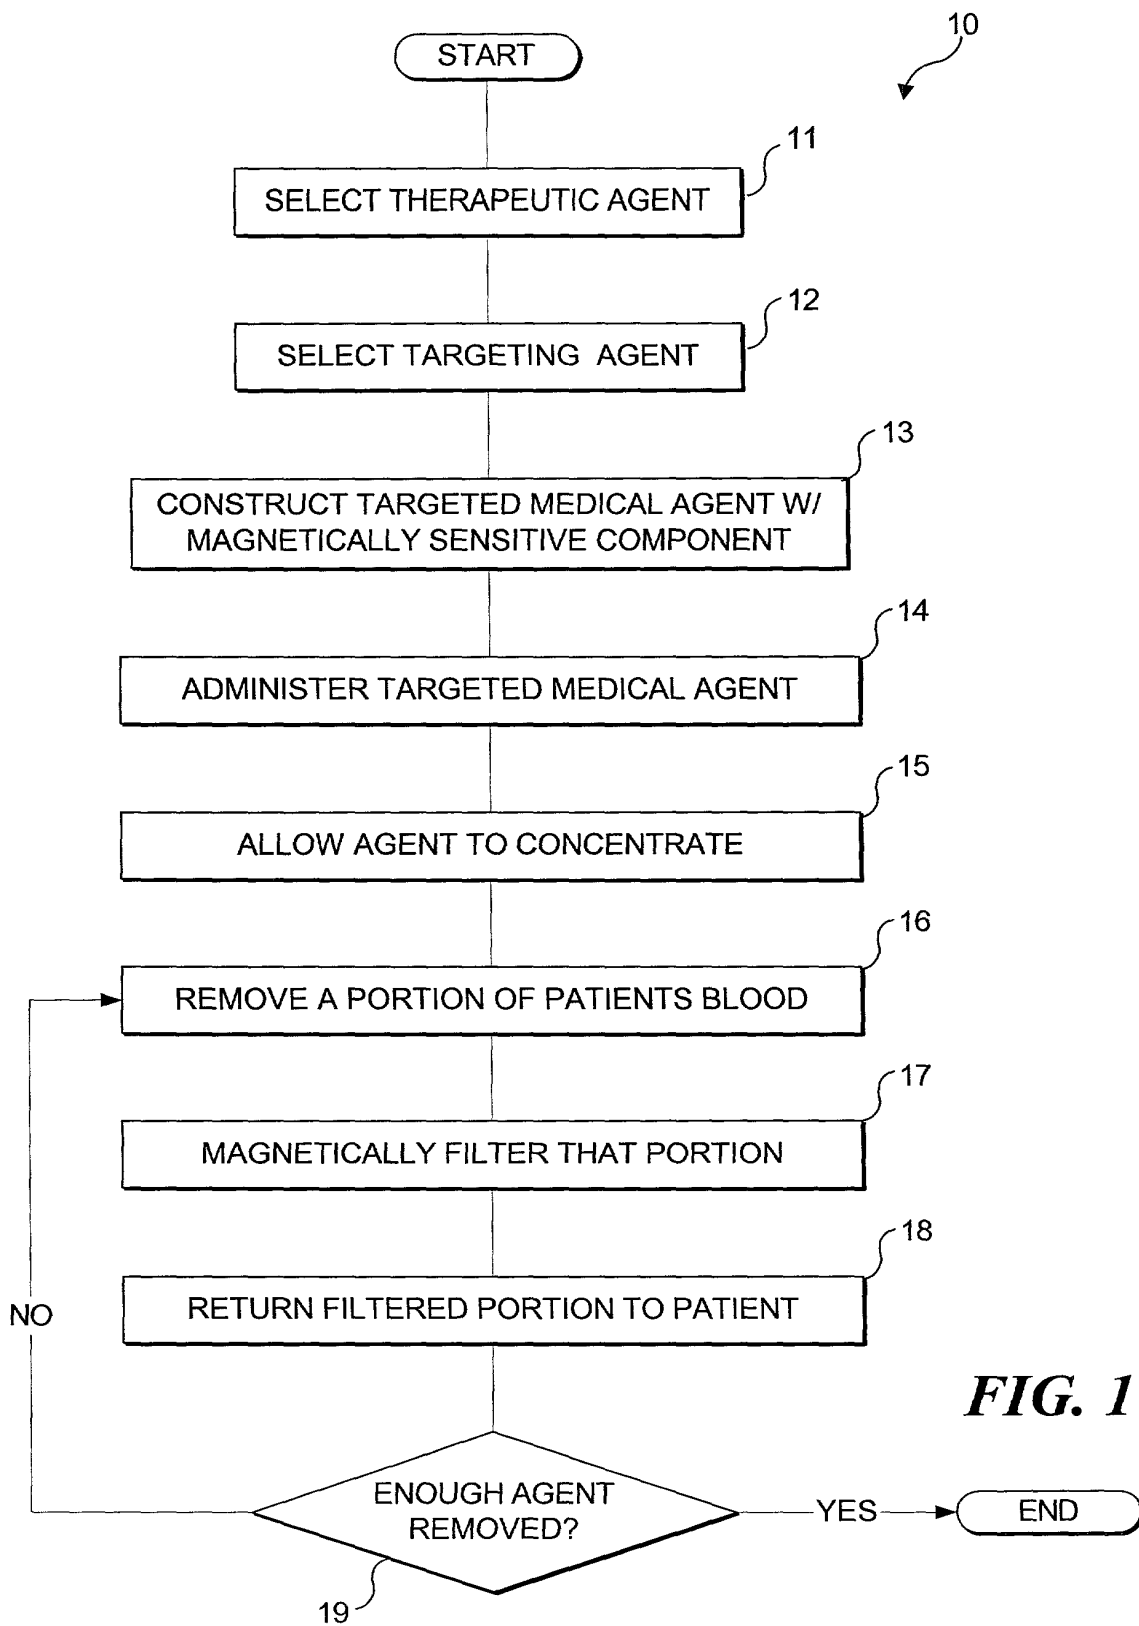 10
START
11
SELECT THERAPEUTIC AGENT
12
SELECT TARGETING AGENT
13
CONSTRUCT TARGETED MEDICAL AGENT W/
MAGNETICALLY SENSITIVE COMPONENT
14
ADMINISTER TARGETED MEDICAL AGENT
15
ALLOW AGENT TO CONCENTRATE
16
REMOVE A PORTION OF PATIENTS BLOOD
17
MAGNETICALLY FILTER THAT PORTION
18
RETURN FILTERED PORTION TO PATIENT
NO
FIG. 1
ENOUGH AGENT
REMOVED?
YES
END
19